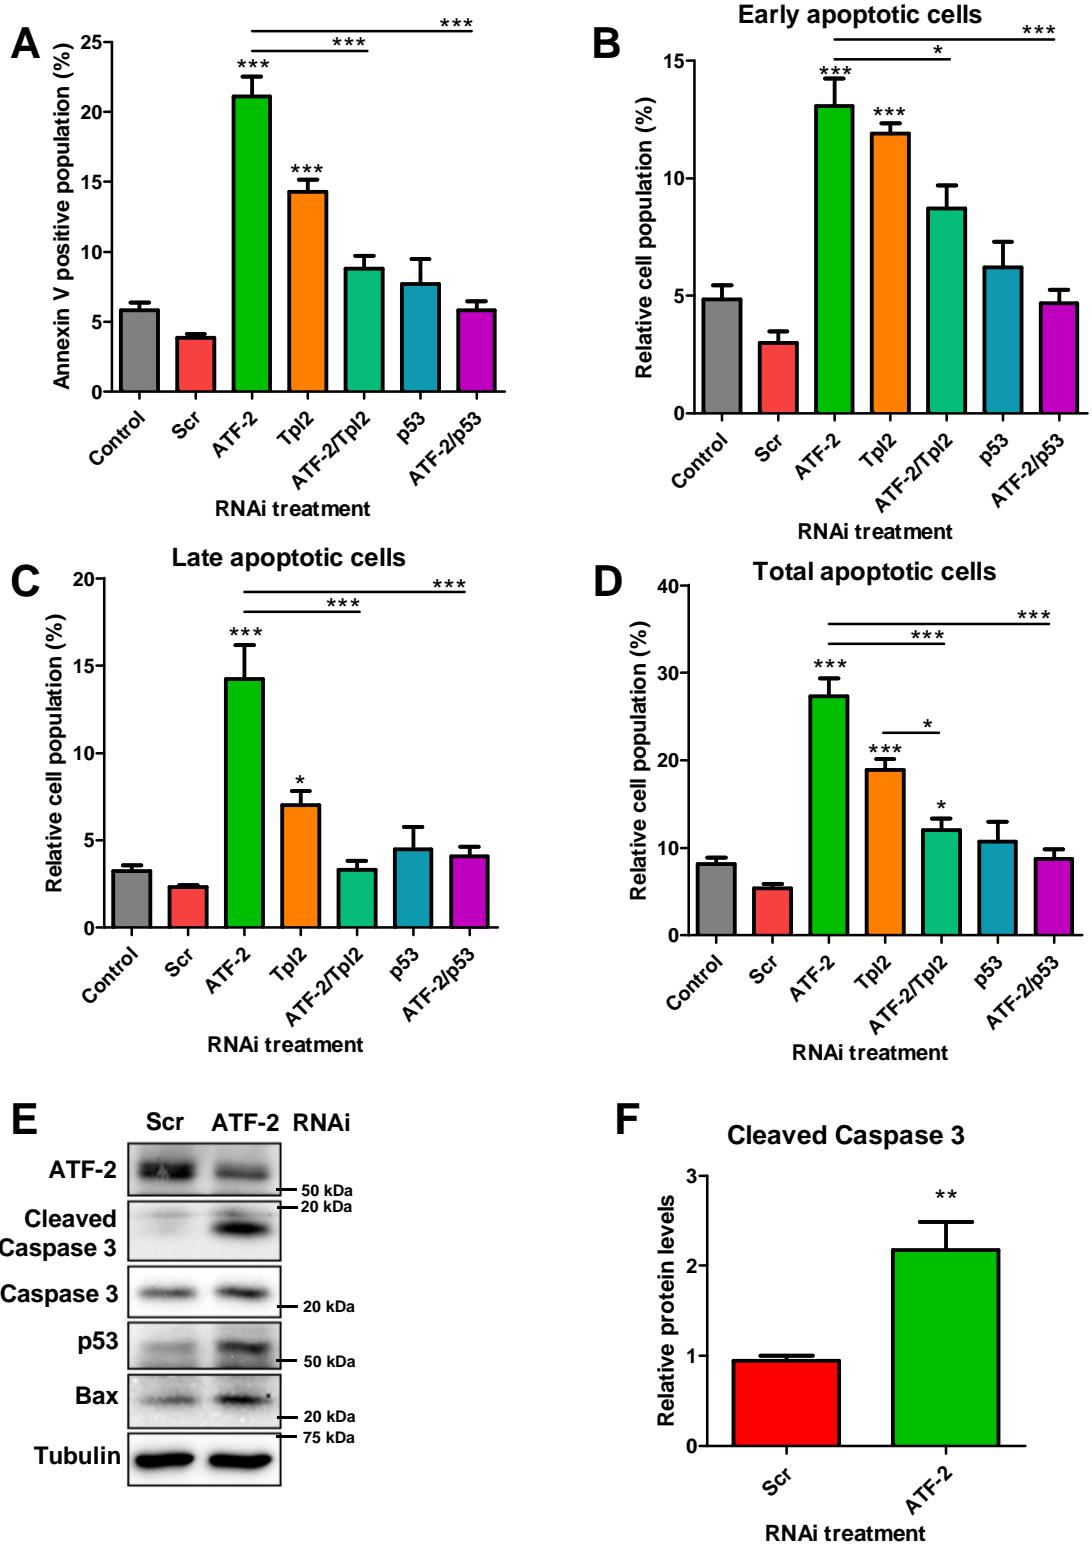 A
Annexin V positive population (%)
25
20
15
10
5
0
***
***
***
***
Control
Scr
ATF-2
Tpl2
ATF-2/Tpl2
p53
ATF-2/p53
RNAi treatment
B
Early apoptotic cells
Relative cell population (%)
15
10
5
0
***
*
***
***
Control
Scr
ATF-2
Tpl2
ATF-2/Tpl2
p53
ATF-2/p53
RNAi treatment
C
Late apoptotic cells
Relative cell population (%)
20
15
10
5
0
***
***
***
*
Control
Scr
ATF-2
Tpl2
ATF-2/Tpl2
p53
ATF-2/p53
RNAi treatment
D
Total apoptotic cells
Relative cell population (%)
40
30
20
10
0
***
***
***
*
***
*
Control
Scr
ATF-2
Tpl2
ATF-2/Tpl2
p53
ATF-2/p53
RNAi treatment
E
Scr ATF-2 RNAi
ATF-2
50 kDa
20 kDa
Cleaved
Caspase 3
Caspase 3
20 kDa
p53
50 kDa
Bax
20 kDa
75 kDa
Tubulin
F
Cleaved Caspase 3
Relative protein levels
3
2
1
0
**
Scr
ATF-2
RNAi treatment